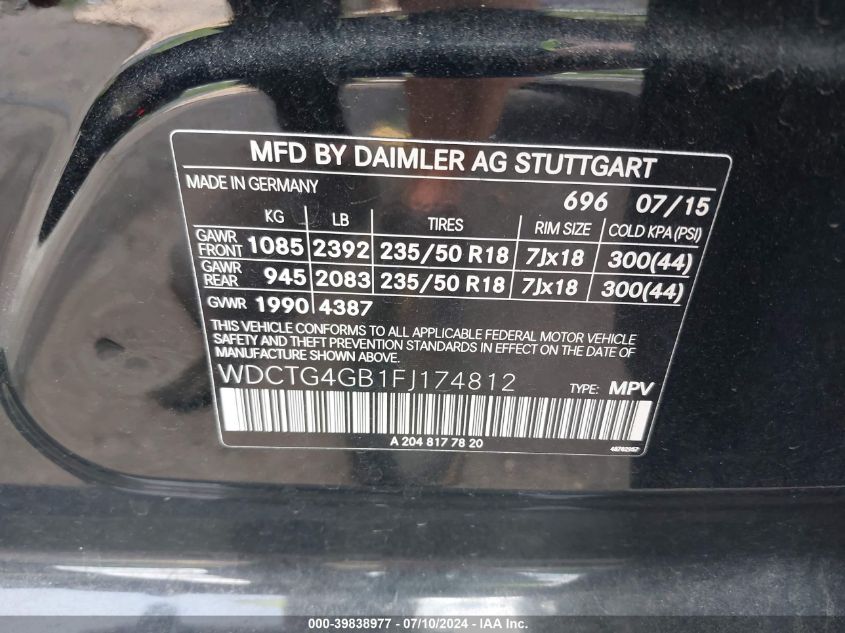 MFD BY DAIMLER AG STUTTGART
MADE IN GERMANY 696 07/15
KG LB TIRES RIM SIZE COLD KPA (PSI)
GAWR FRONT 1085 2392 235/50 R18 7Jx18 300(44)
GAWR REAR 945 2083 235/50 R18 7Jx18 300(44)
GVWR 1990 4387
THIS VEHICLE CONFORMS TO ALL APPLICABLE FEDERAL MOTOR VEHICLE
SAFETY AND THEFT PREVENTION STANDARDS IN EFFECT ON THE DATE OF
MANUFACTURE SHOWN ABOVE.
WDCTG4GB1FJ174812 TYPE: MPV
A 204 817 78 20
000-39838977 - 07/10/2024 - IAA Inc.